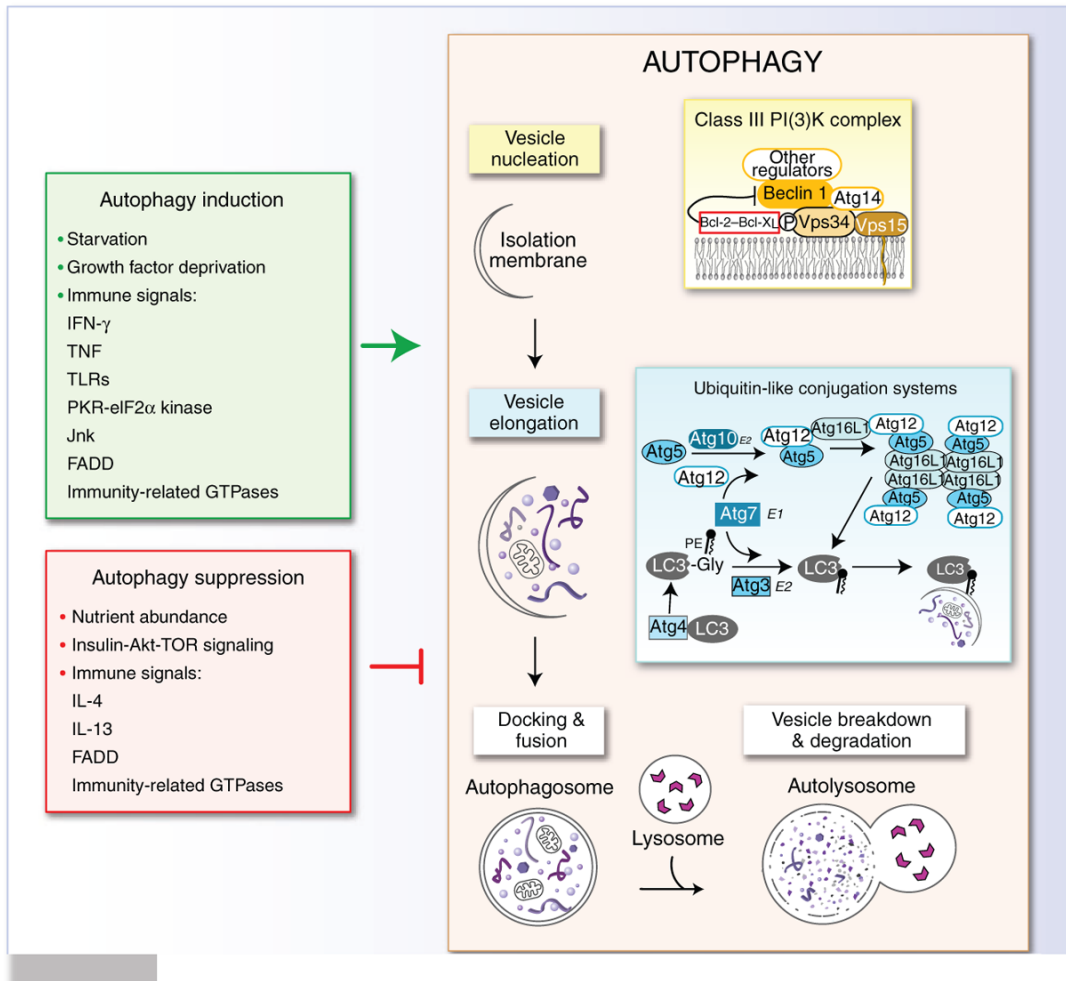 AUTOPHAGY
Vesicle
nucleation
Isolation
membrane
Class III PI(3)K complex
Other
regulators
Beclin 1
Atg14
Bcl-2–Bcl-XL
P
Vps34
Vps15
Autophagy induction
• Starvation
• Growth factor deprivation
• Immune signals:
IFN-γ
TNF
TLRs
PKR-eIF2α kinase
Jnk
FADD
Immunity-related GTPases
Autophagy suppression
• Nutrient abundance
• Insulin-Akt-TOR signaling
• Immune signals:
IL-4
IL-13
FADD
Immunity-related GTPases
Vesicle
elongation
Ubiquitin-like conjugation systems
Atg5
Atg10 E2
Atg12
Atg12
Atg5
Atg16L1
Atg12
Atg5
Atg16L1
Atg16L1
Atg5
Atg12
Atg12
Atg5
Atg16L1
Atg16L1
Atg5
Atg12
Atg7 E1
PE
LC3 -Gly
Atg3 E2
LC3
LC3
Atg4 LC3
Docking &
fusion
Autophagosome
Lysosome
Vesicle breakdown
& degradation
Autolysosome